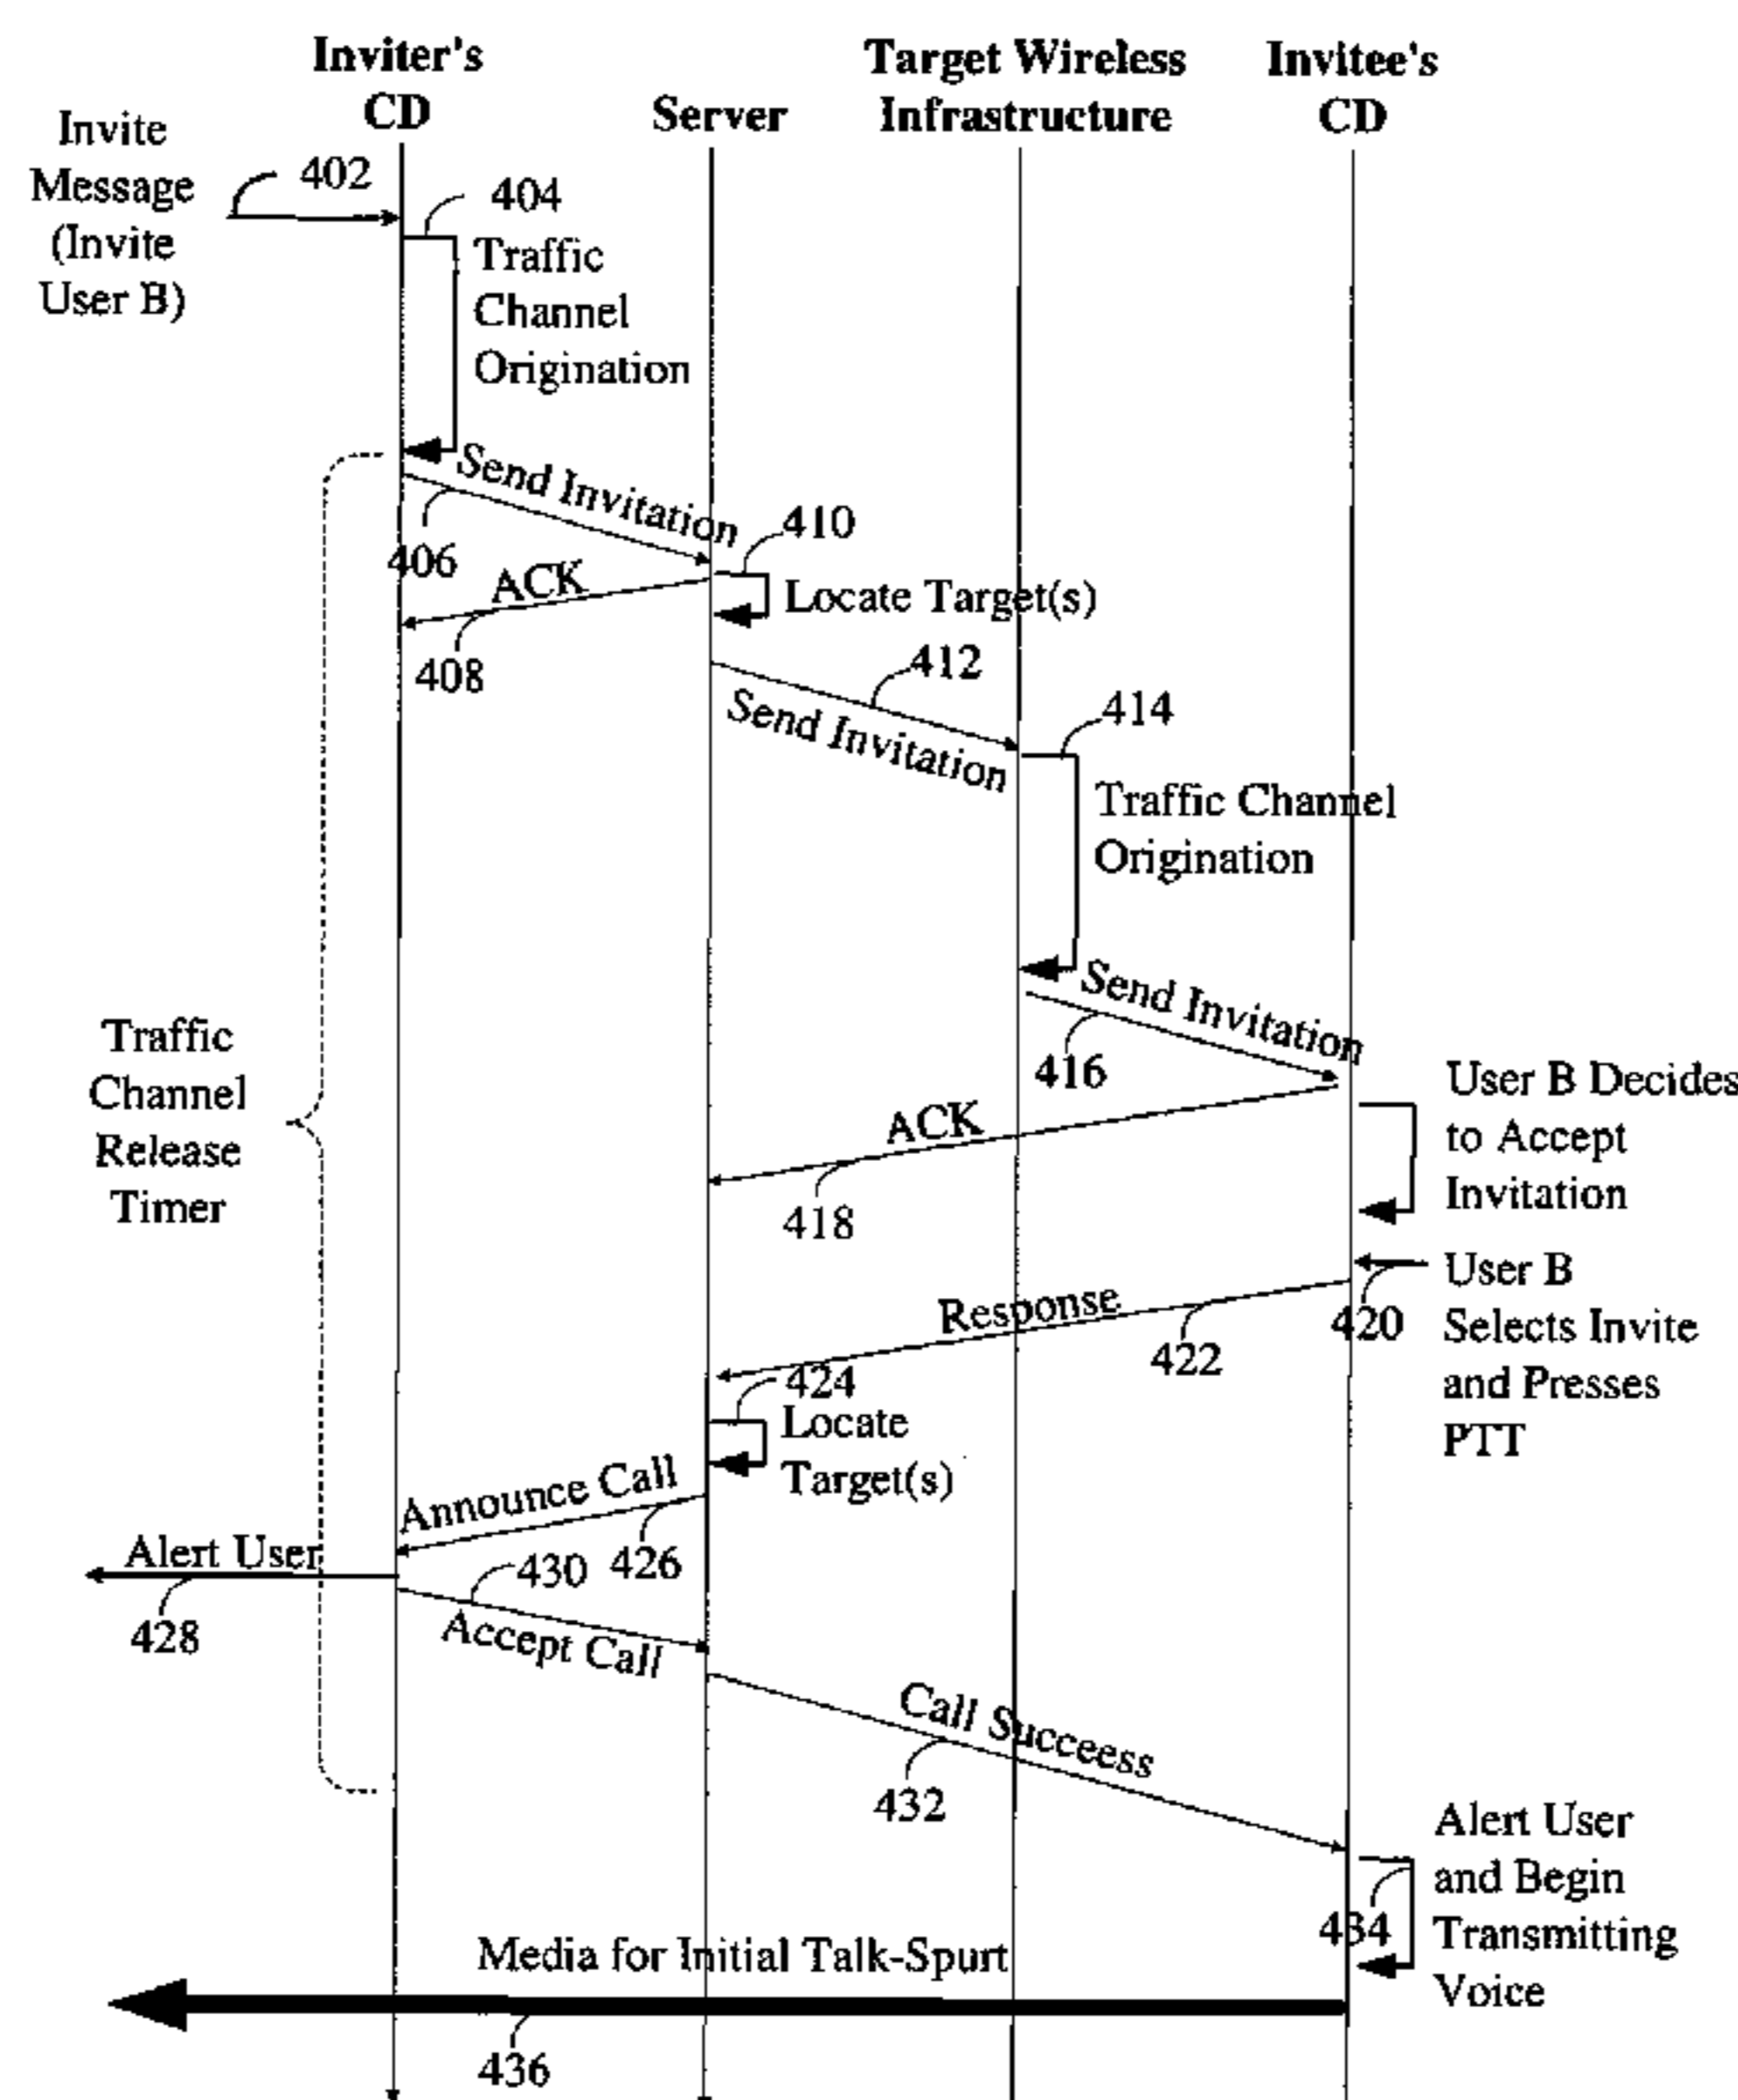 Inviter's
CD
Server
Target Wireless
Infrastructure
Invitee's
CD
Invite
Message
(Invite
User B)
402
404
Traffic
Channel
Origination
Send Invitation
406
410
ACK
Locate Target(s)
408
412
Send Invitation
414
Traffic Channel
Origination
Send Invitation
416
Traffic
Channel
Release
Timer
User B Decides
to Accept
Invitation
ACK
418
User B
Selects Invite
and Presses
PTT
420
Response
422
424
Locate
Target(s)
Announce Call
426
Alert User
428
430
Accept Call
Call Succeess
432
Alert User
and Begin
Transmitting
Voice
434
Media for Initial Talk-Spurt
436